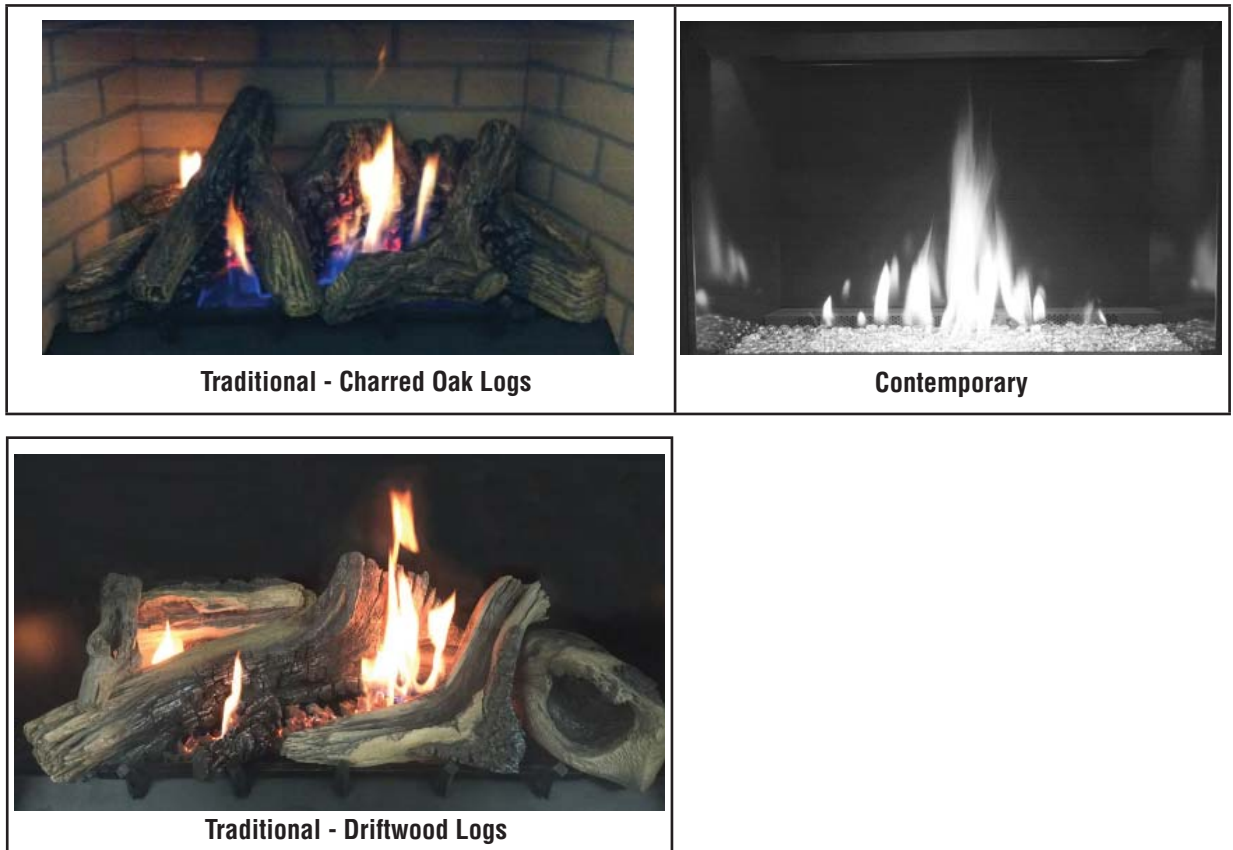 Traditional - Charred Oak Logs
Contemporary
Traditional - Driftwood Logs